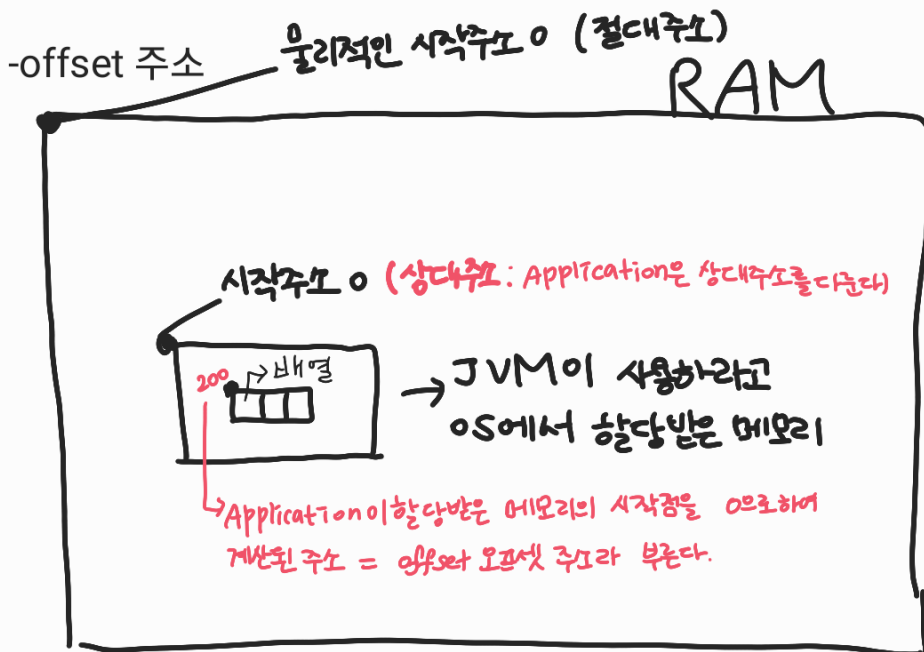 -offset 주소
물리적인 시작주소 0 (절대주소)
RAM
시작주소 0 (상대주소: Application은 상대주소를 다룬다)
200
배열
JVM이 사용하라고
OS에서 할당받은 메모리
Application이 할당받은 메모리의 시작점을 0으로하여
계산된 주소 = offset 오프셋 주소라 부른다.